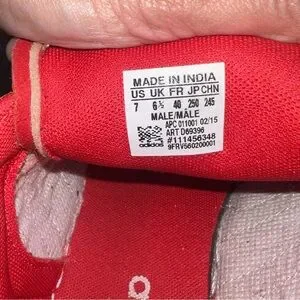 MADE IN INDIA
US UK FR JP CHN
7 6½ 40 250 245
MALE/MÂLE
APC 011001 02/15
ART D69396
#111456348
9FRV560200001
adidas